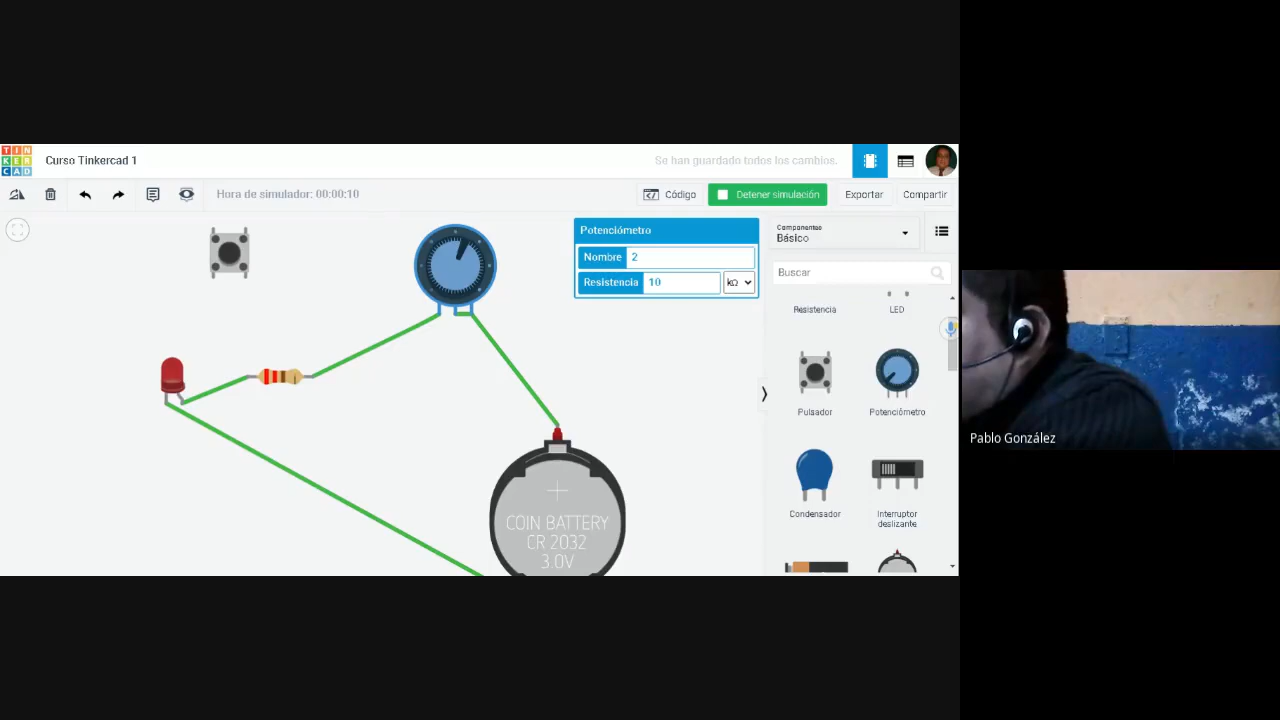 TIN
KER
CAD
Curso Tinkercad 1
Se han guardado todos los cambios.
Hora de simulador: 00:00:10
Código
Detener simulación
Exportar
Compartir
Potenciómetro
Nombre 2
Resistencia 10 kΩ
Componentes
Básico
Buscar
Resistencia
LED
Pulsador
Potenciómetro
Condensador
Interruptor
deslizante
COIN BATTERY
CR 2032
3.0V
Pablo González